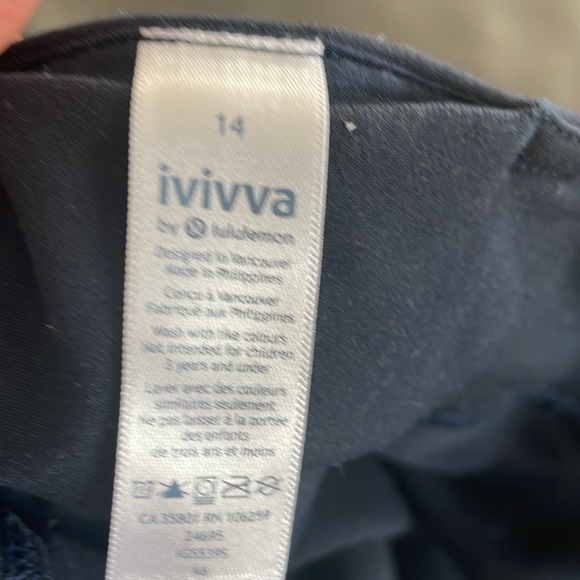 14
ivivva
by lululemon
Designed in Vancouver
Made in Philippines
Conçu à Vancouver
Fabriqué aux Philippines
Wash with like colours
Not intended for children
3 years and under
Laver avec des couleurs
similaires seulement
Ne pas laisser à la portée
des enfants
de trois ans et moins
CA 35801 RN 106259
24695